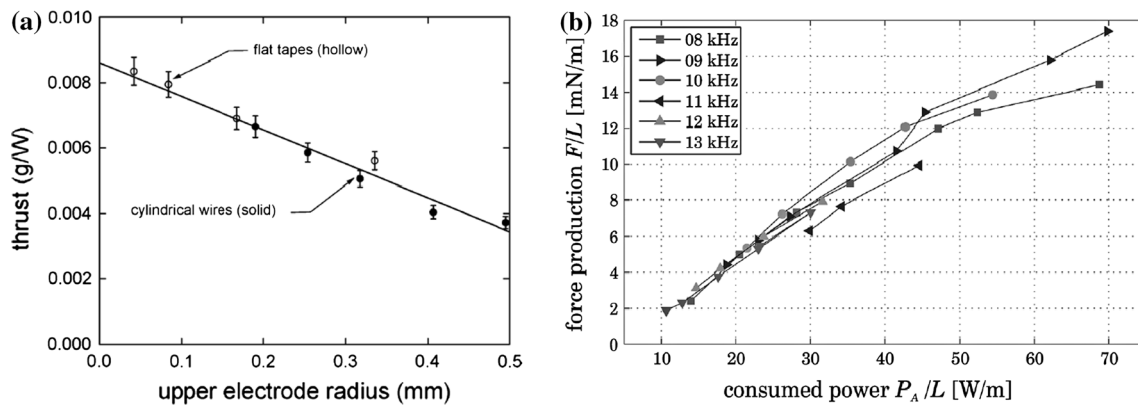 (a)
0.010
0.008
0.006
0.004
0.002
0.000
thrust (g/W)
flat tapes (hollow)
cylindrical wires (solid)
0.0
0.1
0.2
0.3
0.4
0.5
upper electrode radius (mm)
(b)
18
16
14
12
10
8
6
4
2
0
force production F/L [mN/m]
08 kHz
09 kHz
10 kHz
11 kHz
12 kHz
13 kHz
10
20
30
40
50
60
70
consumed power P_A/L [W/m]